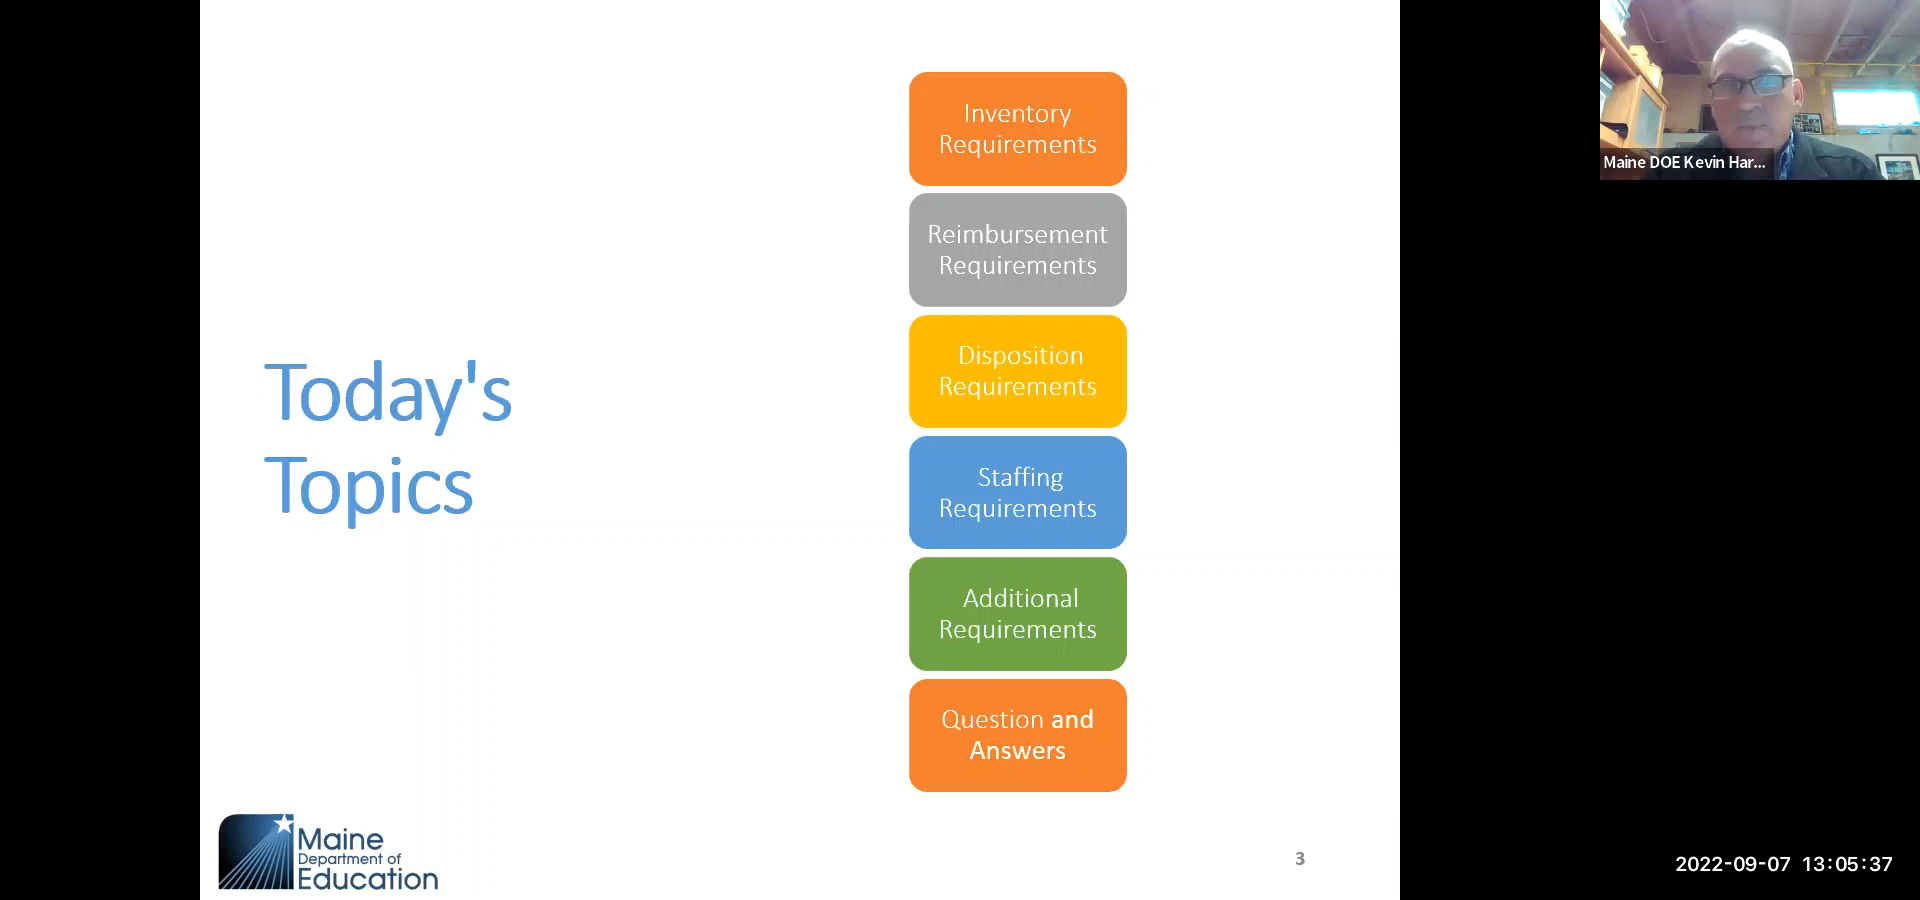 Today's
Topics
Inventory
Requirements
Reimbursement
Requirements
Disposition
Requirements
Staffing
Requirements
Additional
Requirements
Question and
Answers
Maine
Department of
Education
3
Maine DOE Kevin Har...
2022-09-07 13:05:37